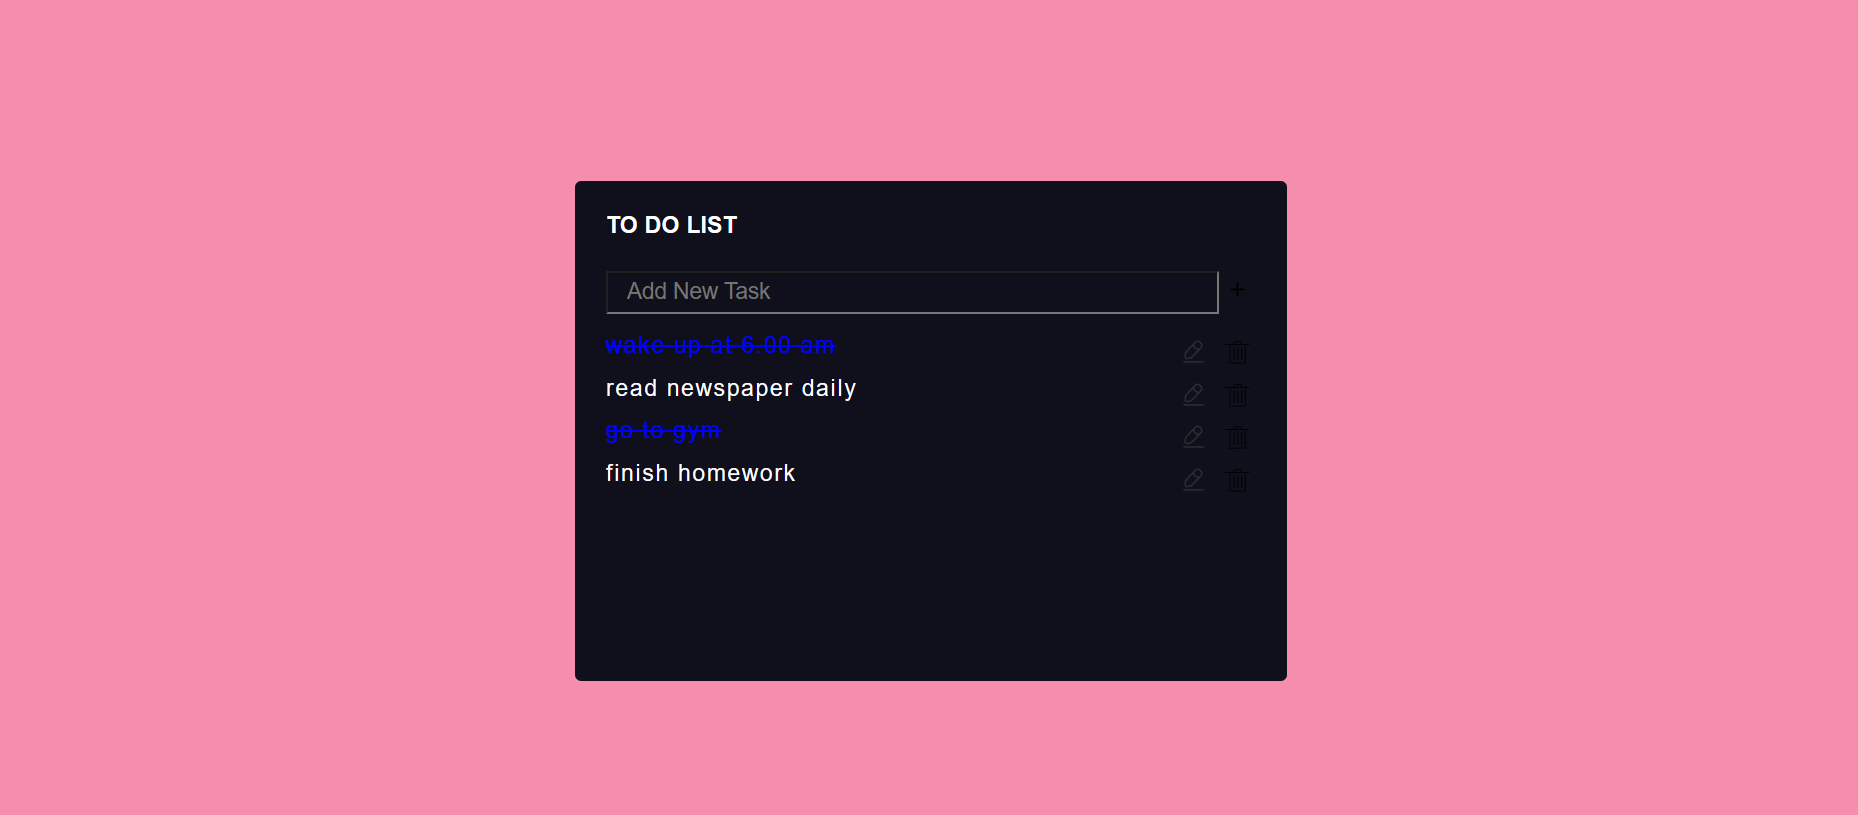 TO DO LIST
Add New Task
+
wake up at 6.00 am
read newspaper daily
go to gym
finish homework